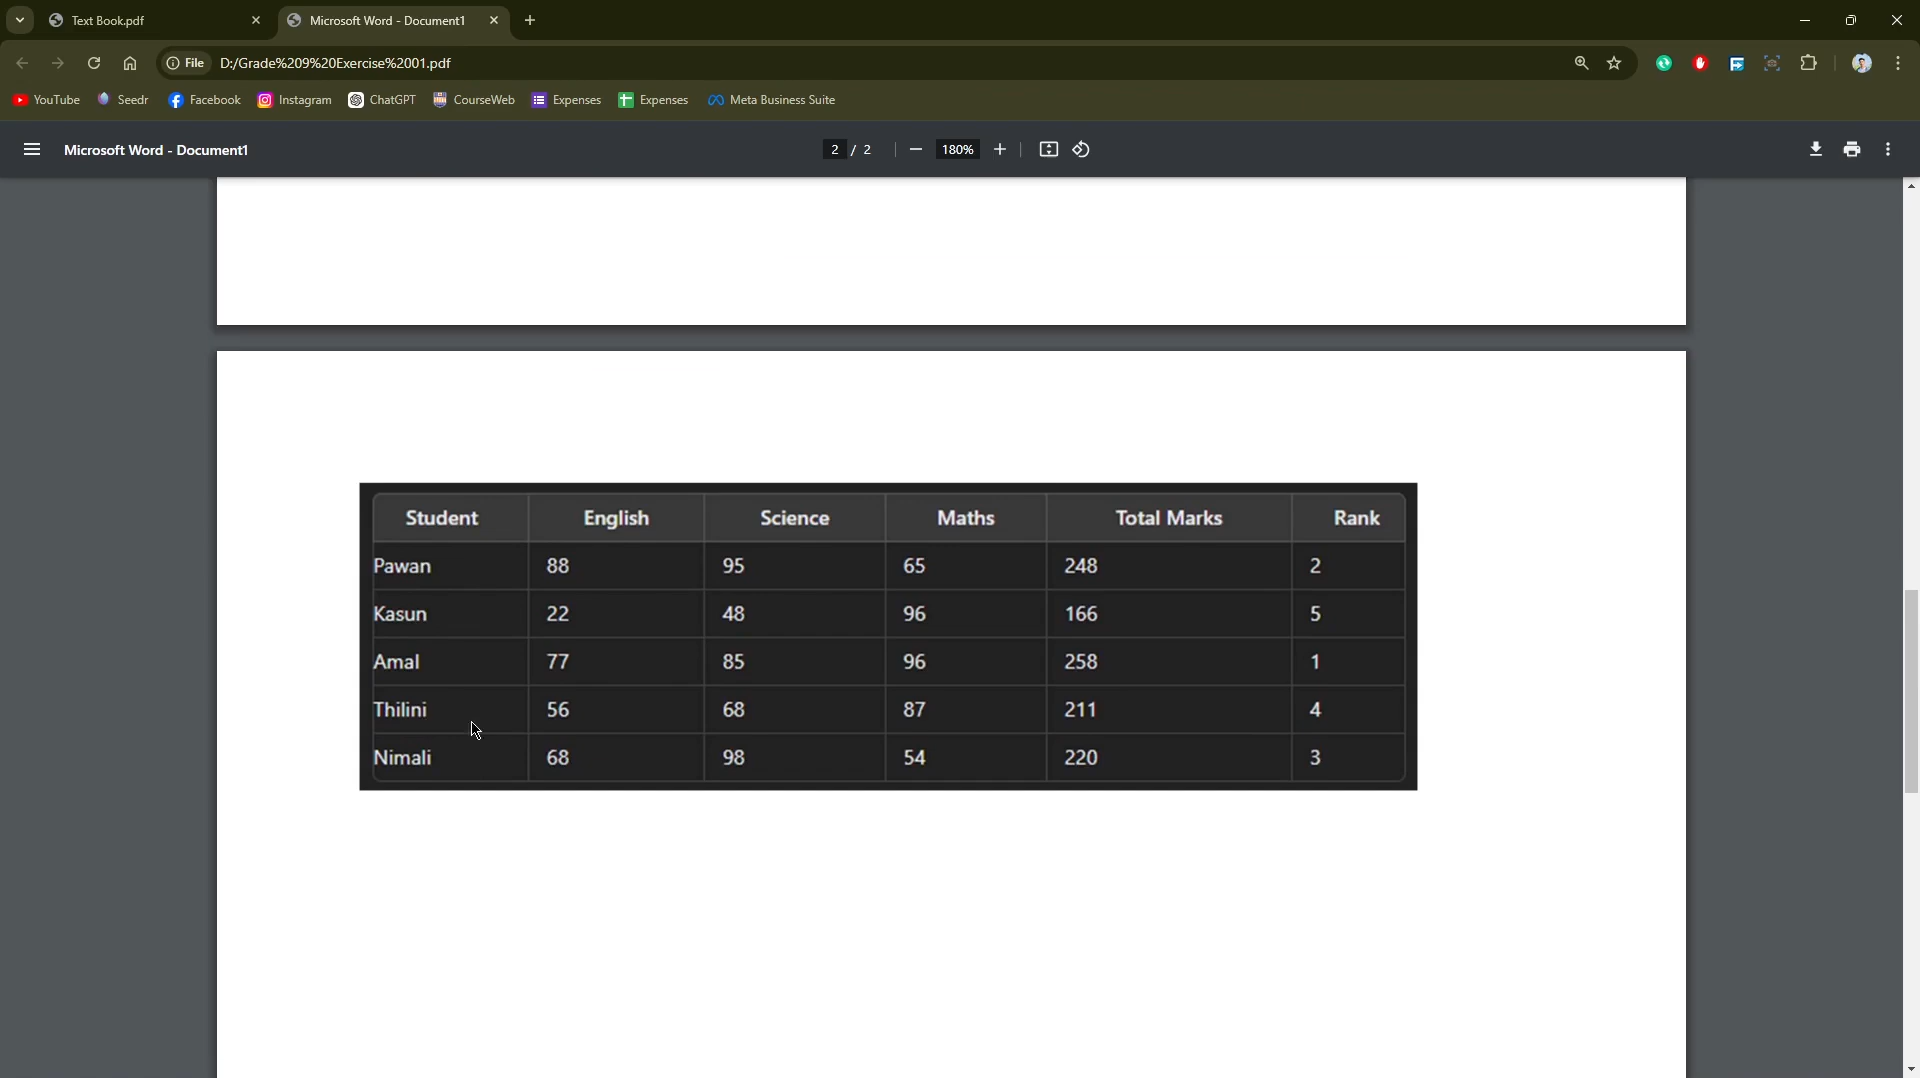 Text Book.pdf
Microsoft Word - Document1
File D:/Grade%209%20Exercise%2001.pdf
YouTube Seedr Facebook Instagram ChatGPT CourseWeb Expenses Expenses Meta Business Suite
Microsoft Word - Document1 2 / 2 180%
Student English Science Maths Total Marks Rank
Pawan 88 95 65 248 2
Kasun 22 48 96 166 5
Amal 77 85 96 258 1
Thilini 56 68 87 211 4
Nimali 68 98 54 220 3